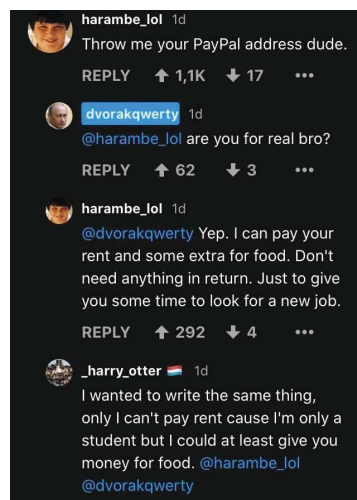 harambe_lol 1d
Throw me your PayPal address dude.
REPLY 1,1K 17
dvorakqwerty 1d
@harambe_lol are you for real bro?
REPLY 62 3
harambe_lol 1d
@dvorakqwerty Yep. I can pay your
rent and some extra for food. Don't
need anything in return. Just to give
you some time to look for a new job.
REPLY 292 4
_harry_otter 1d
I wanted to write the same thing,
only I can't pay rent cause I'm only a
student but I could at least give you
money for food. @harambe_lol
@dvorakqwerty